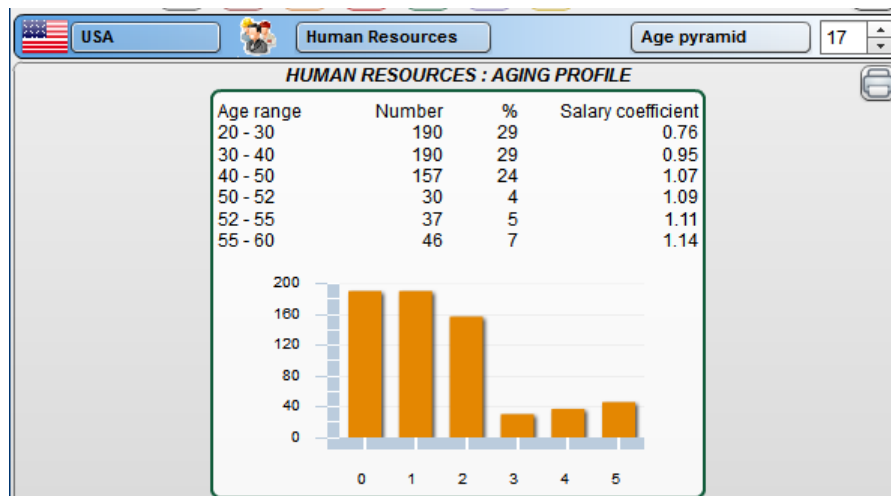 USA Human Resources Age pyramid 17
HUMAN RESOURCES : AGING PROFILE
Age range Number % Salary coefficient
20 - 30 190 29 0.76
30 - 40 190 29 0.95
40 - 50 157 24 1.07
50 - 52 30 4 1.09
52 - 55 37 5 1.11
55 - 60 46 7 1.14
200
160
120
80
40
0
0 1 2 3 4 5